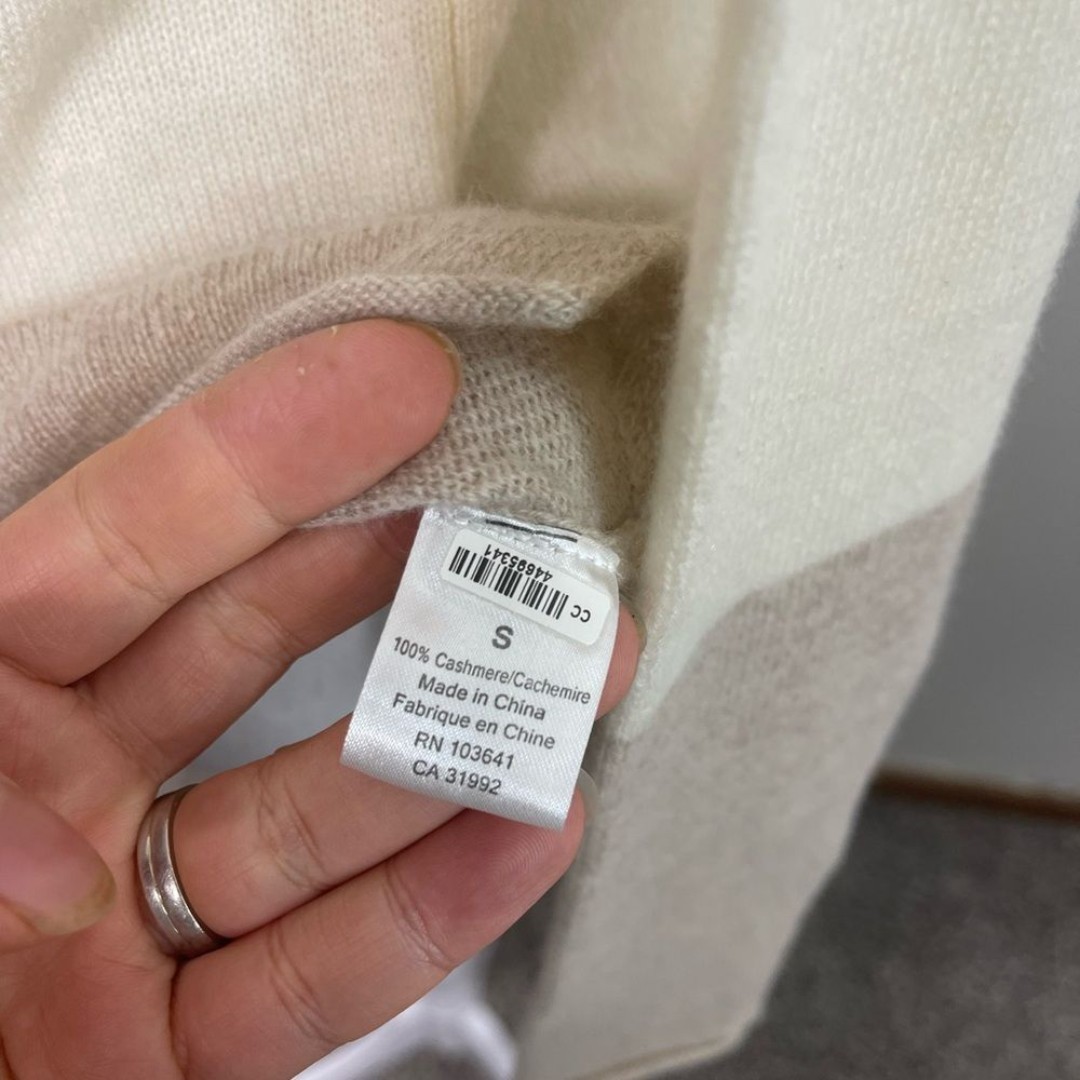 44695341
CC
S
100% Cashmere/Cachemire
Made in China
Fabrique en Chine
RN 103641
CA 31992